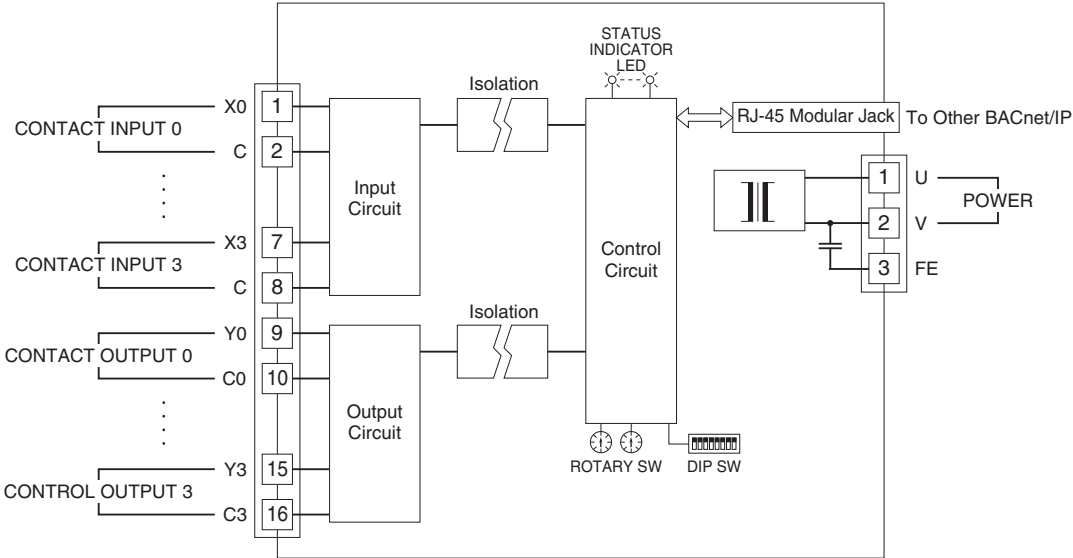 STATUS
INDICATOR
LED
Isolation
X0 1
CONTACT INPUT 0
C 2
RJ-45 Modular Jack To Other BACnet/IP
Input
Circuit
1 U
POWER
2 V
3 FE
X3 7
CONTACT INPUT 3
C 8
Control
Circuit
Isolation
Y0 9
CONTACT OUTPUT 0
C0 10
Output
Circuit
ROTARY SW DIP SW
Y3 15
CONTROL OUTPUT 3
C3 16